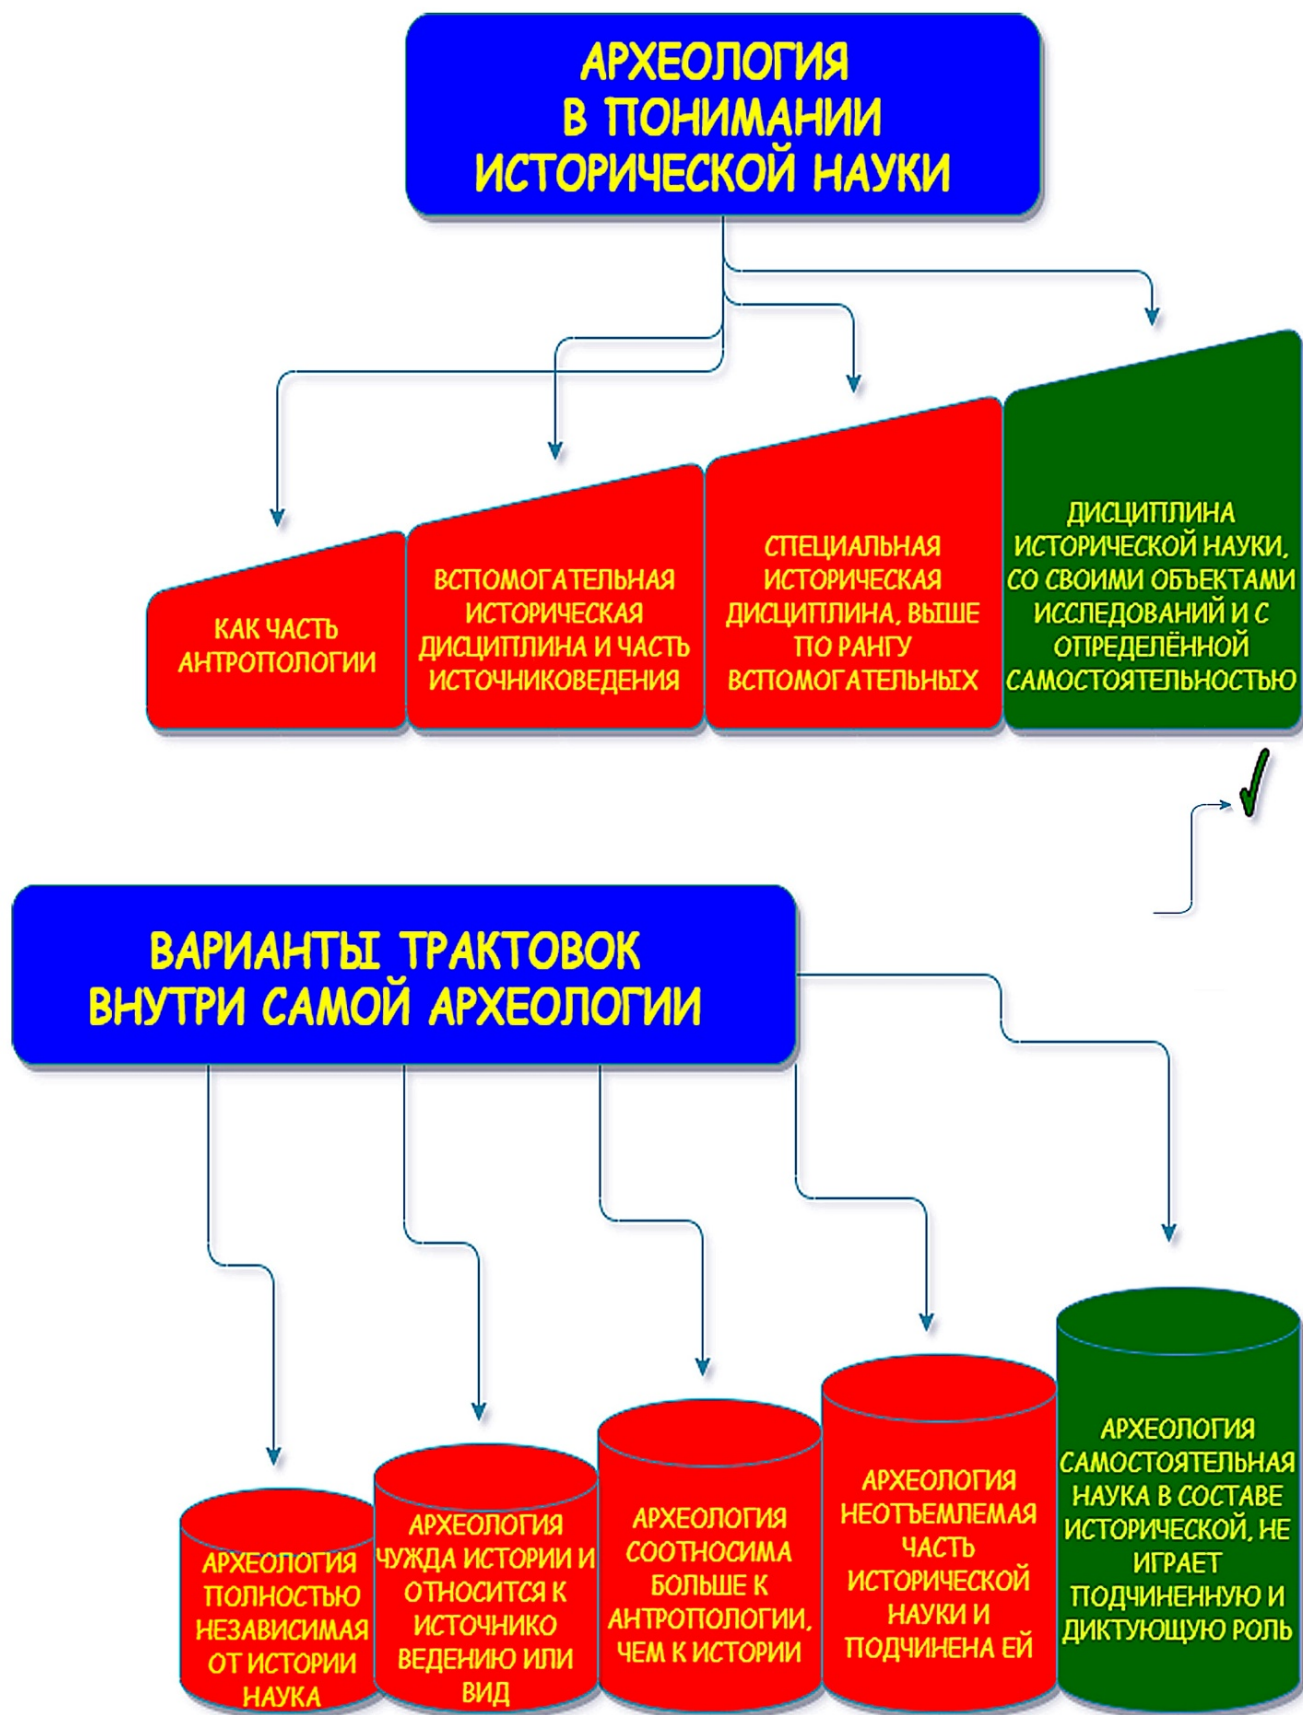 АРХЕОЛОГИЯ
В ПОНИМАНИИ
ИСТОРИЧЕСКОЙ НАУКИ
КАК ЧАСТЬ
АНТРОПОЛОГИИ
ВСПОМОГАТЕЛЬНАЯ
ИСТОРИЧЕСКАЯ
ДИСЦИПЛИНА И ЧАСТЬ
ИСТОЧНИКОВЕДЕНИЯ
СПЕЦИАЛЬНАЯ
ИСТОРИЧЕСКАЯ
ДИСЦИПЛИНА, ВЫШЕ
ПО РАНГУ
ВСПОМОГАТЕЛЬНЫХ
ДИСЦИПЛИНА
ИСТОРИЧЕСКОЙ НАУКИ,
СО СВОИМИ ОБЪЕКТАМИ
ИССЛЕДОВАНИЙ И С
ОПРЕДЕЛЁННОЙ
САМОСТОЯТЕЛЬНОСТЬЮ
ВАРИАНТЫ ТРАКТОВОК
ВНУТРИ САМОЙ АРХЕОЛОГИИ
АРХЕОЛОГИЯ
ПОЛНОСТЬЮ
НЕЗАВИСИМАЯ
ОТ ИСТОРИИ
НАУКА
АРХЕОЛОГИЯ
ЧУЖДА ИСТОРИИ И
ОТНОСИТСЯ К
ИСТОЧНИКО
ВЕДЕНИЮ ИЛИ
ВИД
АРХЕОЛОГИЯ
СООТНОСИМА
БОЛЬШЕ К
АНТРОПОЛОГИИ,
ЧЕМ К ИСТОРИИ
АРХЕОЛОГИЯ
НЕОТЪЕМЛЕМАЯ
ЧАСТЬ
ИСТОРИЧЕСКОЙ
НАУКИ И
ПОДЧИНЕНА ЕЙ
АРХЕОЛОГИЯ
САМОСТОЯТЕЛЬНАЯ
НАУКА В СОСТАВЕ
ИСТОРИЧЕСКОЙ, НЕ
ИГРАЕТ
ПОДЧИНЕННУЮ И
ДИКТУЮЩУЮ РОЛЬ